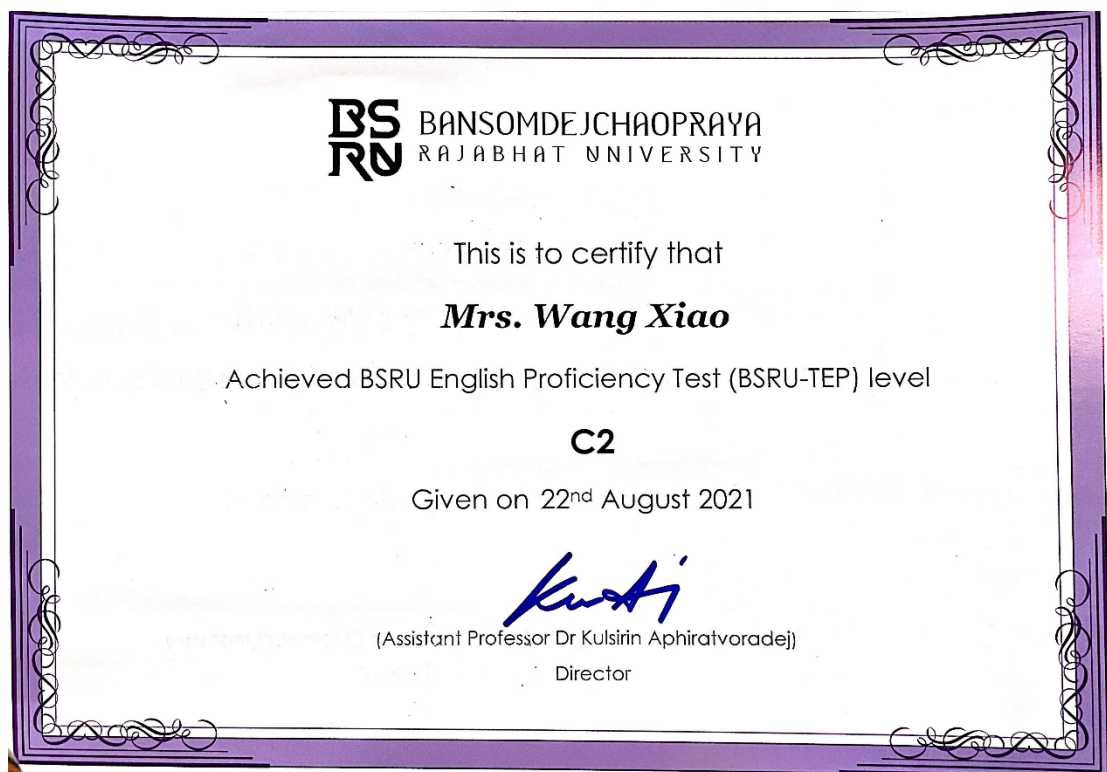 BS
RU
BANSOMDEJCHAOPRAYA
RAJABHAT UNIVERSITY
This is to certify that
Mrs. Wang Xiao
Achieved BSRU English Proficiency Test (BSRU-TEP) level
C2
Given on 22nd August 2021
(Assistant Professor Dr Kulsirin Aphiratvoradej)
Director